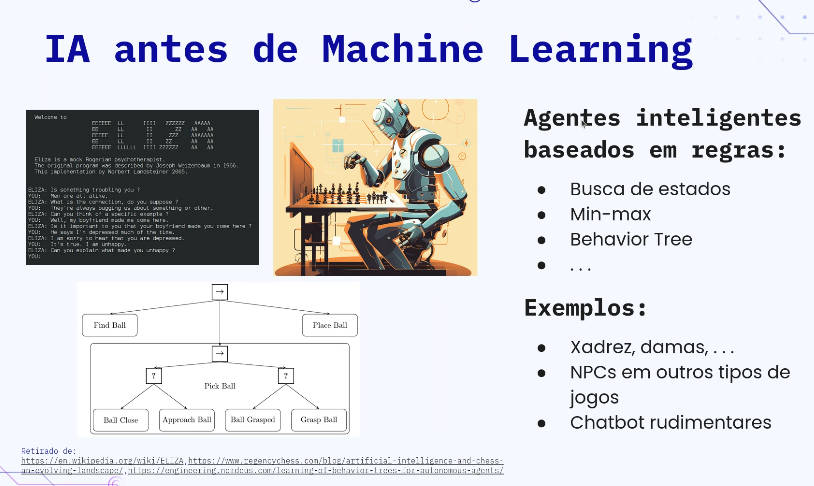 IA antes de Machine Learning
Welcome to
EEEEEE  LL      IIII   ZZZZZZ   AAAAA
EE      LL       II       ZZ   AA   AA
EEEEE   LL       II     ZZZ    AAAAAAA
EE      LL       II    ZZ      AA   AA
EEEEEE  LLLLLL  IIII  ZZZZZZ   AA   AA
Eliza is a mock Rogerian psychotherapist.
The original program was described by Joseph Weizenbaum in 1966.
This implementation by Norbert Landsteiner 2005.
ELIZA: Is something troubling you ?
YOU: Men are all alike.
ELIZA: What is the connection, do you suppose ?
YOU: They're always bugging us about something or other.
ELIZA: Can you think of a specific example ?
YOU: Well, my boyfriend made me come here.
ELIZA: Is it important to you that your boyfriend made you come here ?
YOU: He says I'm depressed much of the time.
ELIZA: I am sorry to hear that you are depressed.
YOU: It's true. I am unhappy.
ELIZA: Can you explain what made you unhappy ?
YOU:
Agentes inteligentes
baseados em regras:
● Busca de estados
● Min-max
● Behavior Tree
● . . .
Exemplos:
● Xadrez, damas, . . .
● NPCs em outros tipos de
jogos
● Chatbot rudimentares
→
Find Ball
Place Ball
→
?
Pick Ball
?
Ball Close
Approach Ball
Ball Grasped
Grasp Ball
Retirado de:
https://en.wikipedia.org/wiki/ELIZA,https://www.regencychess.com/blog/artificial-intelligence-and-chess-
an-evolving-landscape/,https://engineering.nordeus.com/learning-of-behavior-trees-for-autonomous-agents/